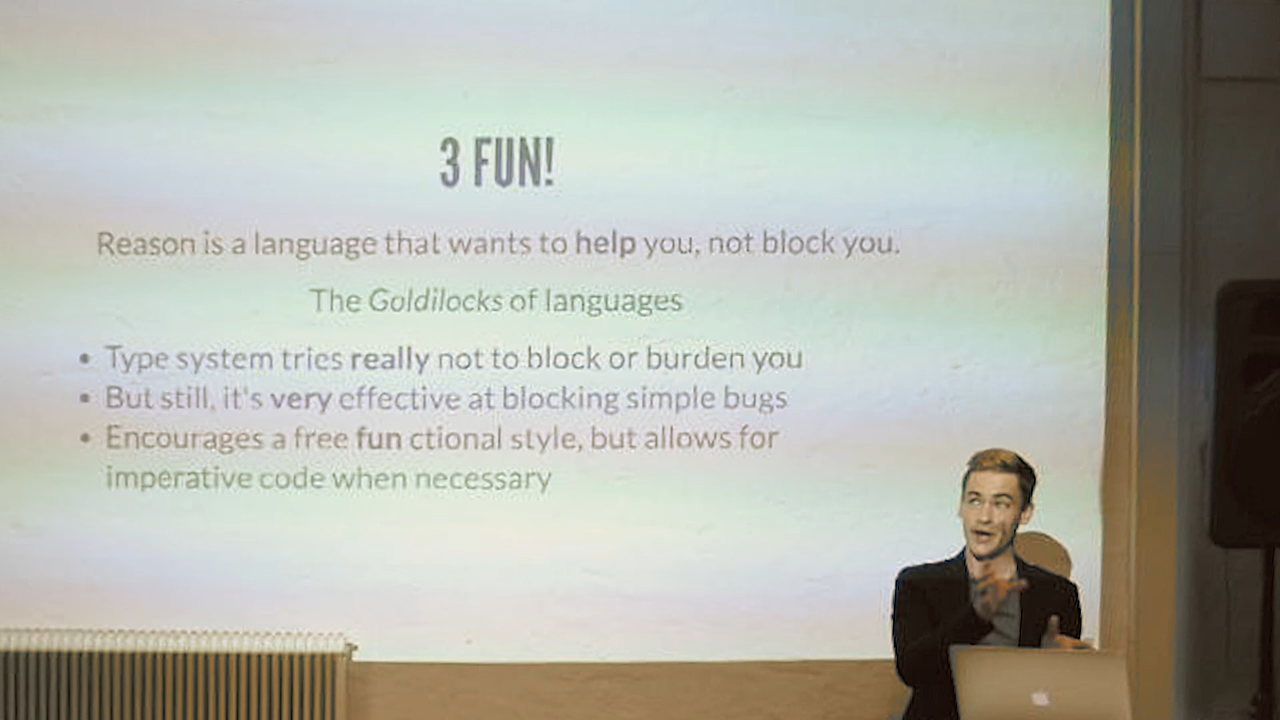 3 FUN!
Reason is a language that wants to help you, not block you.
The Goldilocks of languages
• Type system tries really not to block or burden you
• But still, it's very effective at blocking simple bugs
• Encourages a free fun ctional style, but allows for
imperative code when necessary